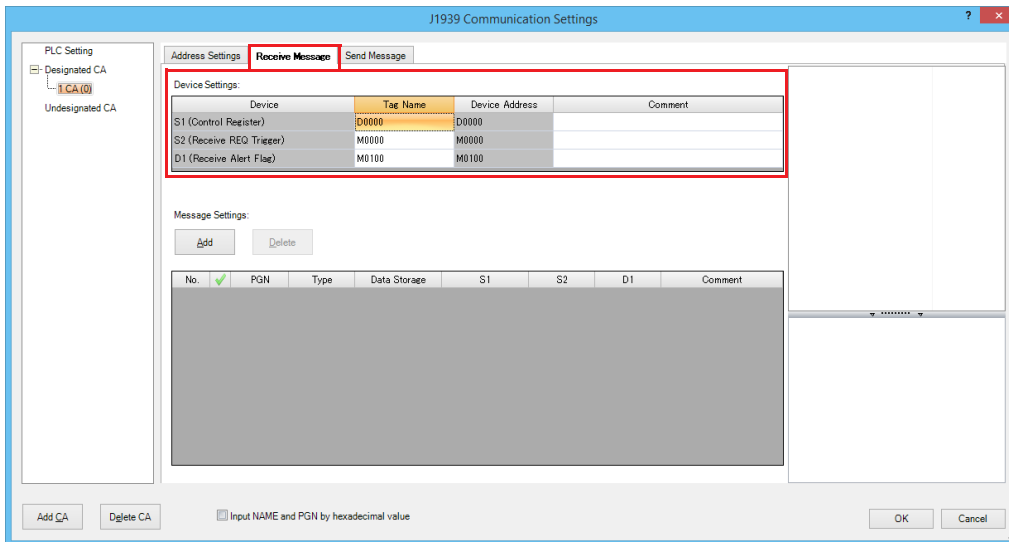 J1939 Communication Settings
PLC Setting
Designated CA
1 CA (0)
Undesignated CA
Address Settings Receive Message Send Message
Device Settings:
Device Tag Name Device Address Comment
S1 (Control Register) D0000 D0000
S2 (Receive REQ Trigger) M0000 M0000
D1 (Receive Alert Flag) M0100 M0100
Message Settings:
Add Delete
No. PGN Type Data Storage S1 S2 D1 Comment
Add CA Delete CA Input NAME and PGN by hexadecimal value OK Cancel